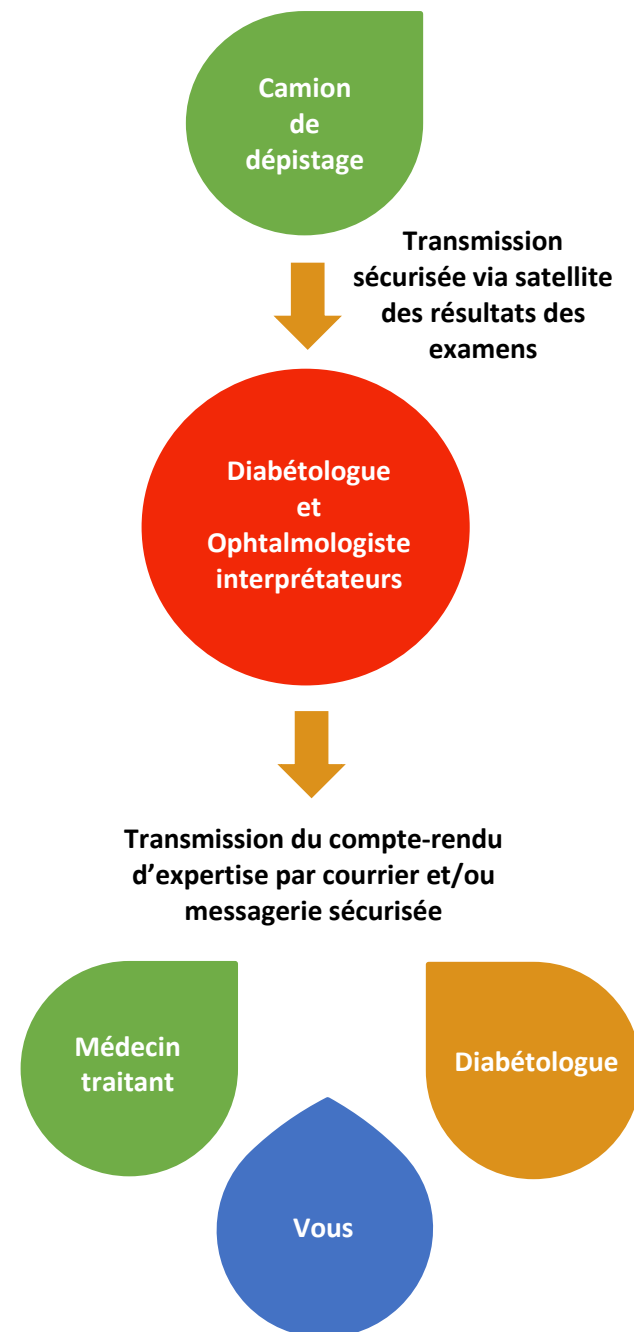 Camion
de
dépistage
Transmission
sécurisée via satellite
des résultats des
examens
Diabétologue
et
Ophtalmologiste
interprétateurs
Transmission du compte-rendu
d’expertise par courrier et/ou
messagerie sécurisée
Médecin
traitant
Diabétologue
Vous